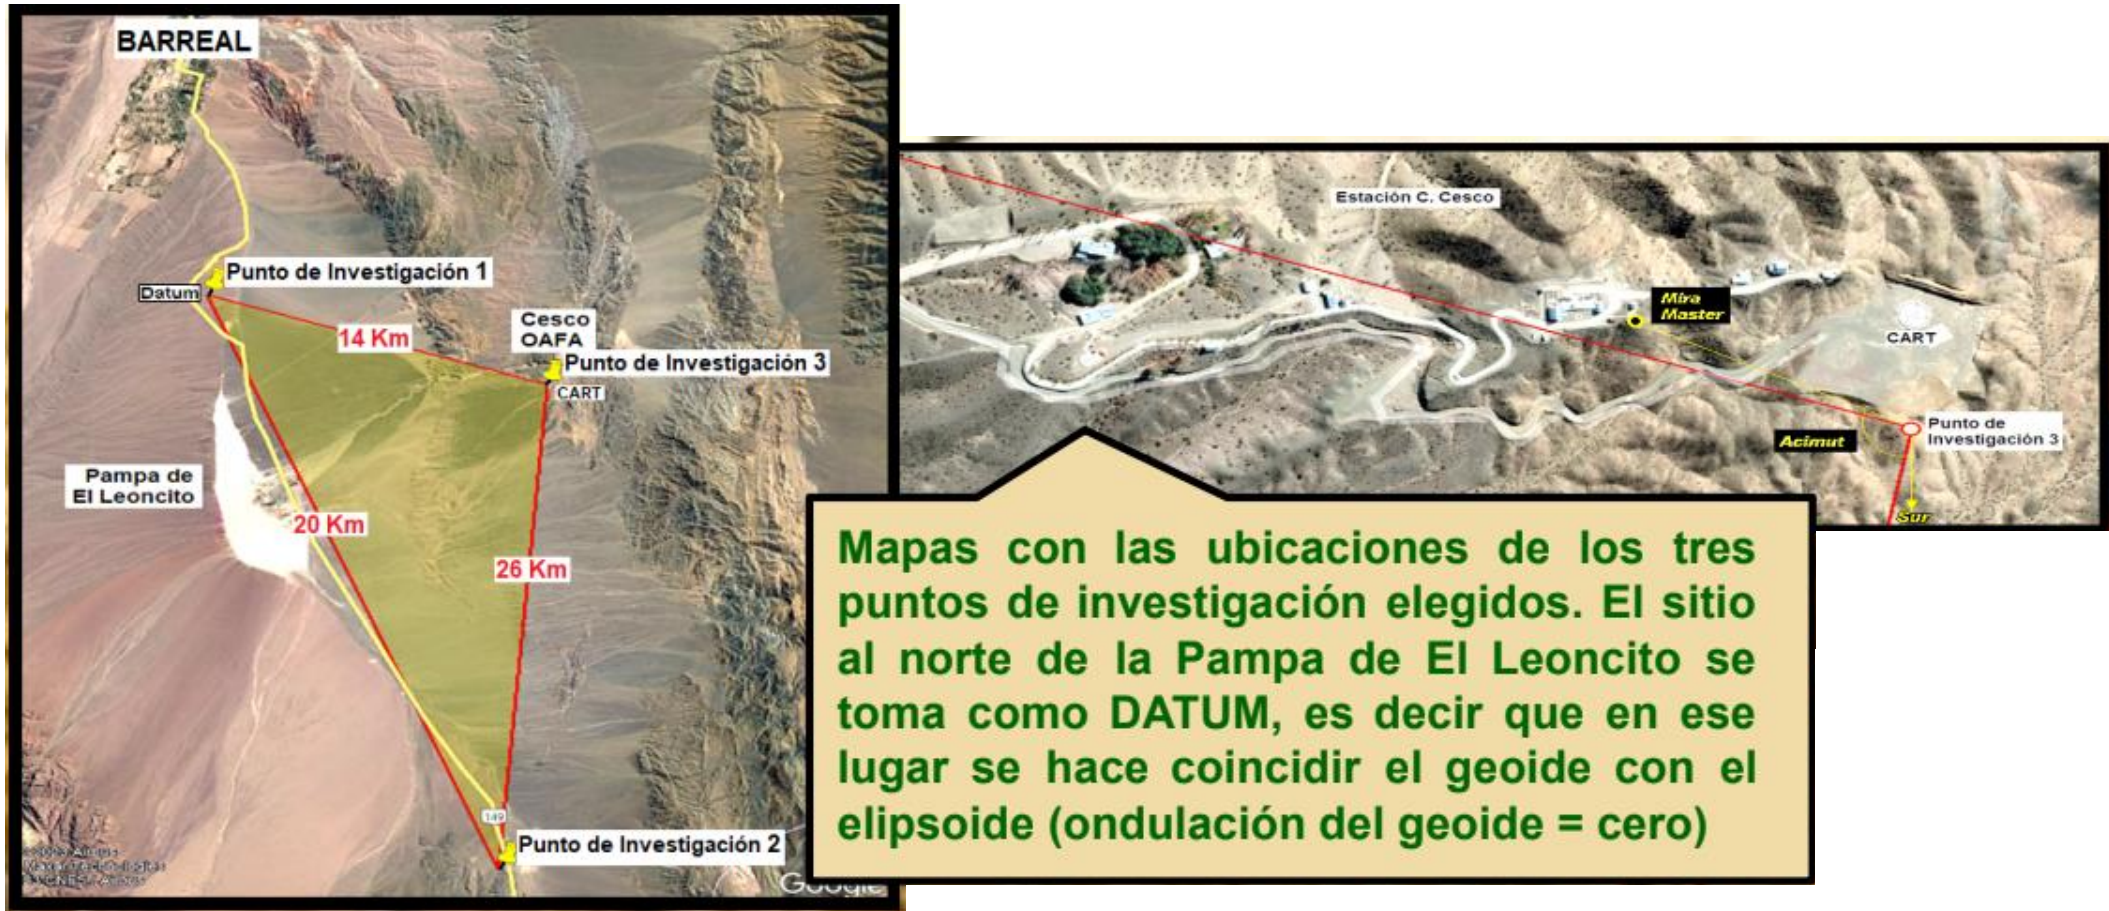 BARREAL
Punto de Investigación 1
Datum
14 Km
Cesco
OAFA
Punto de Investigación 3
CART
Pampa de
El Leoncito
20 Km
26 Km
149
Punto de Investigación 2
Google
Estación C. Cesco
Mira
Master
CART
Punto de
Investigación 3
Acimut
Sur
Mapas con las ubicaciones de los tres
puntos de investigación elegidos. El sitio
al norte de la Pampa de El Leoncito se
toma como DATUM, es decir que en ese
lugar se hace coincidir el geoide con el
elipsoide (ondulación del geoide = cero)